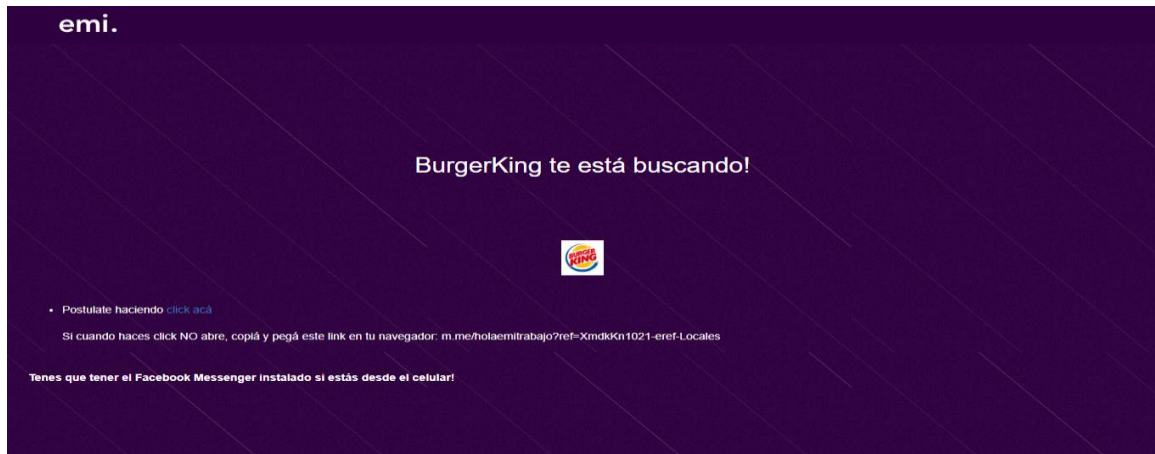 emi.
BurgerKing te está buscando!
BURGER
KING
• Postulate haciendo click acá
Si cuando haces click NO abre, copiá y pegá este link en tu navegador: m.me/holaemitrabajo?ref=XmdkKn1021-eref-Locales
Tenes que tener el Facebook Messenger instalado si estás desde el celular!